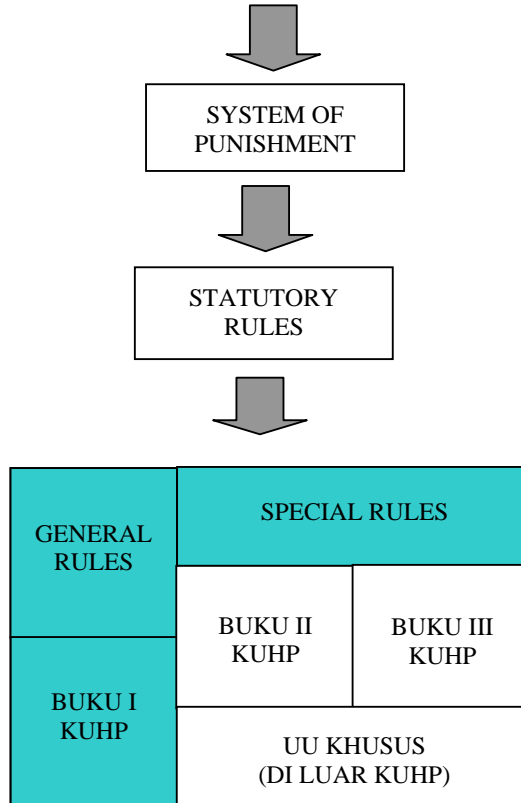 SYSTEM OF
PUNISHMENT
STATUTORY
RULES
GENERAL
RULES
SPECIAL RULES
BUKU I
KUHP
BUKU II
KUHP
BUKU III
KUHP
UU KHUSUS
(DI LUAR KUHP)